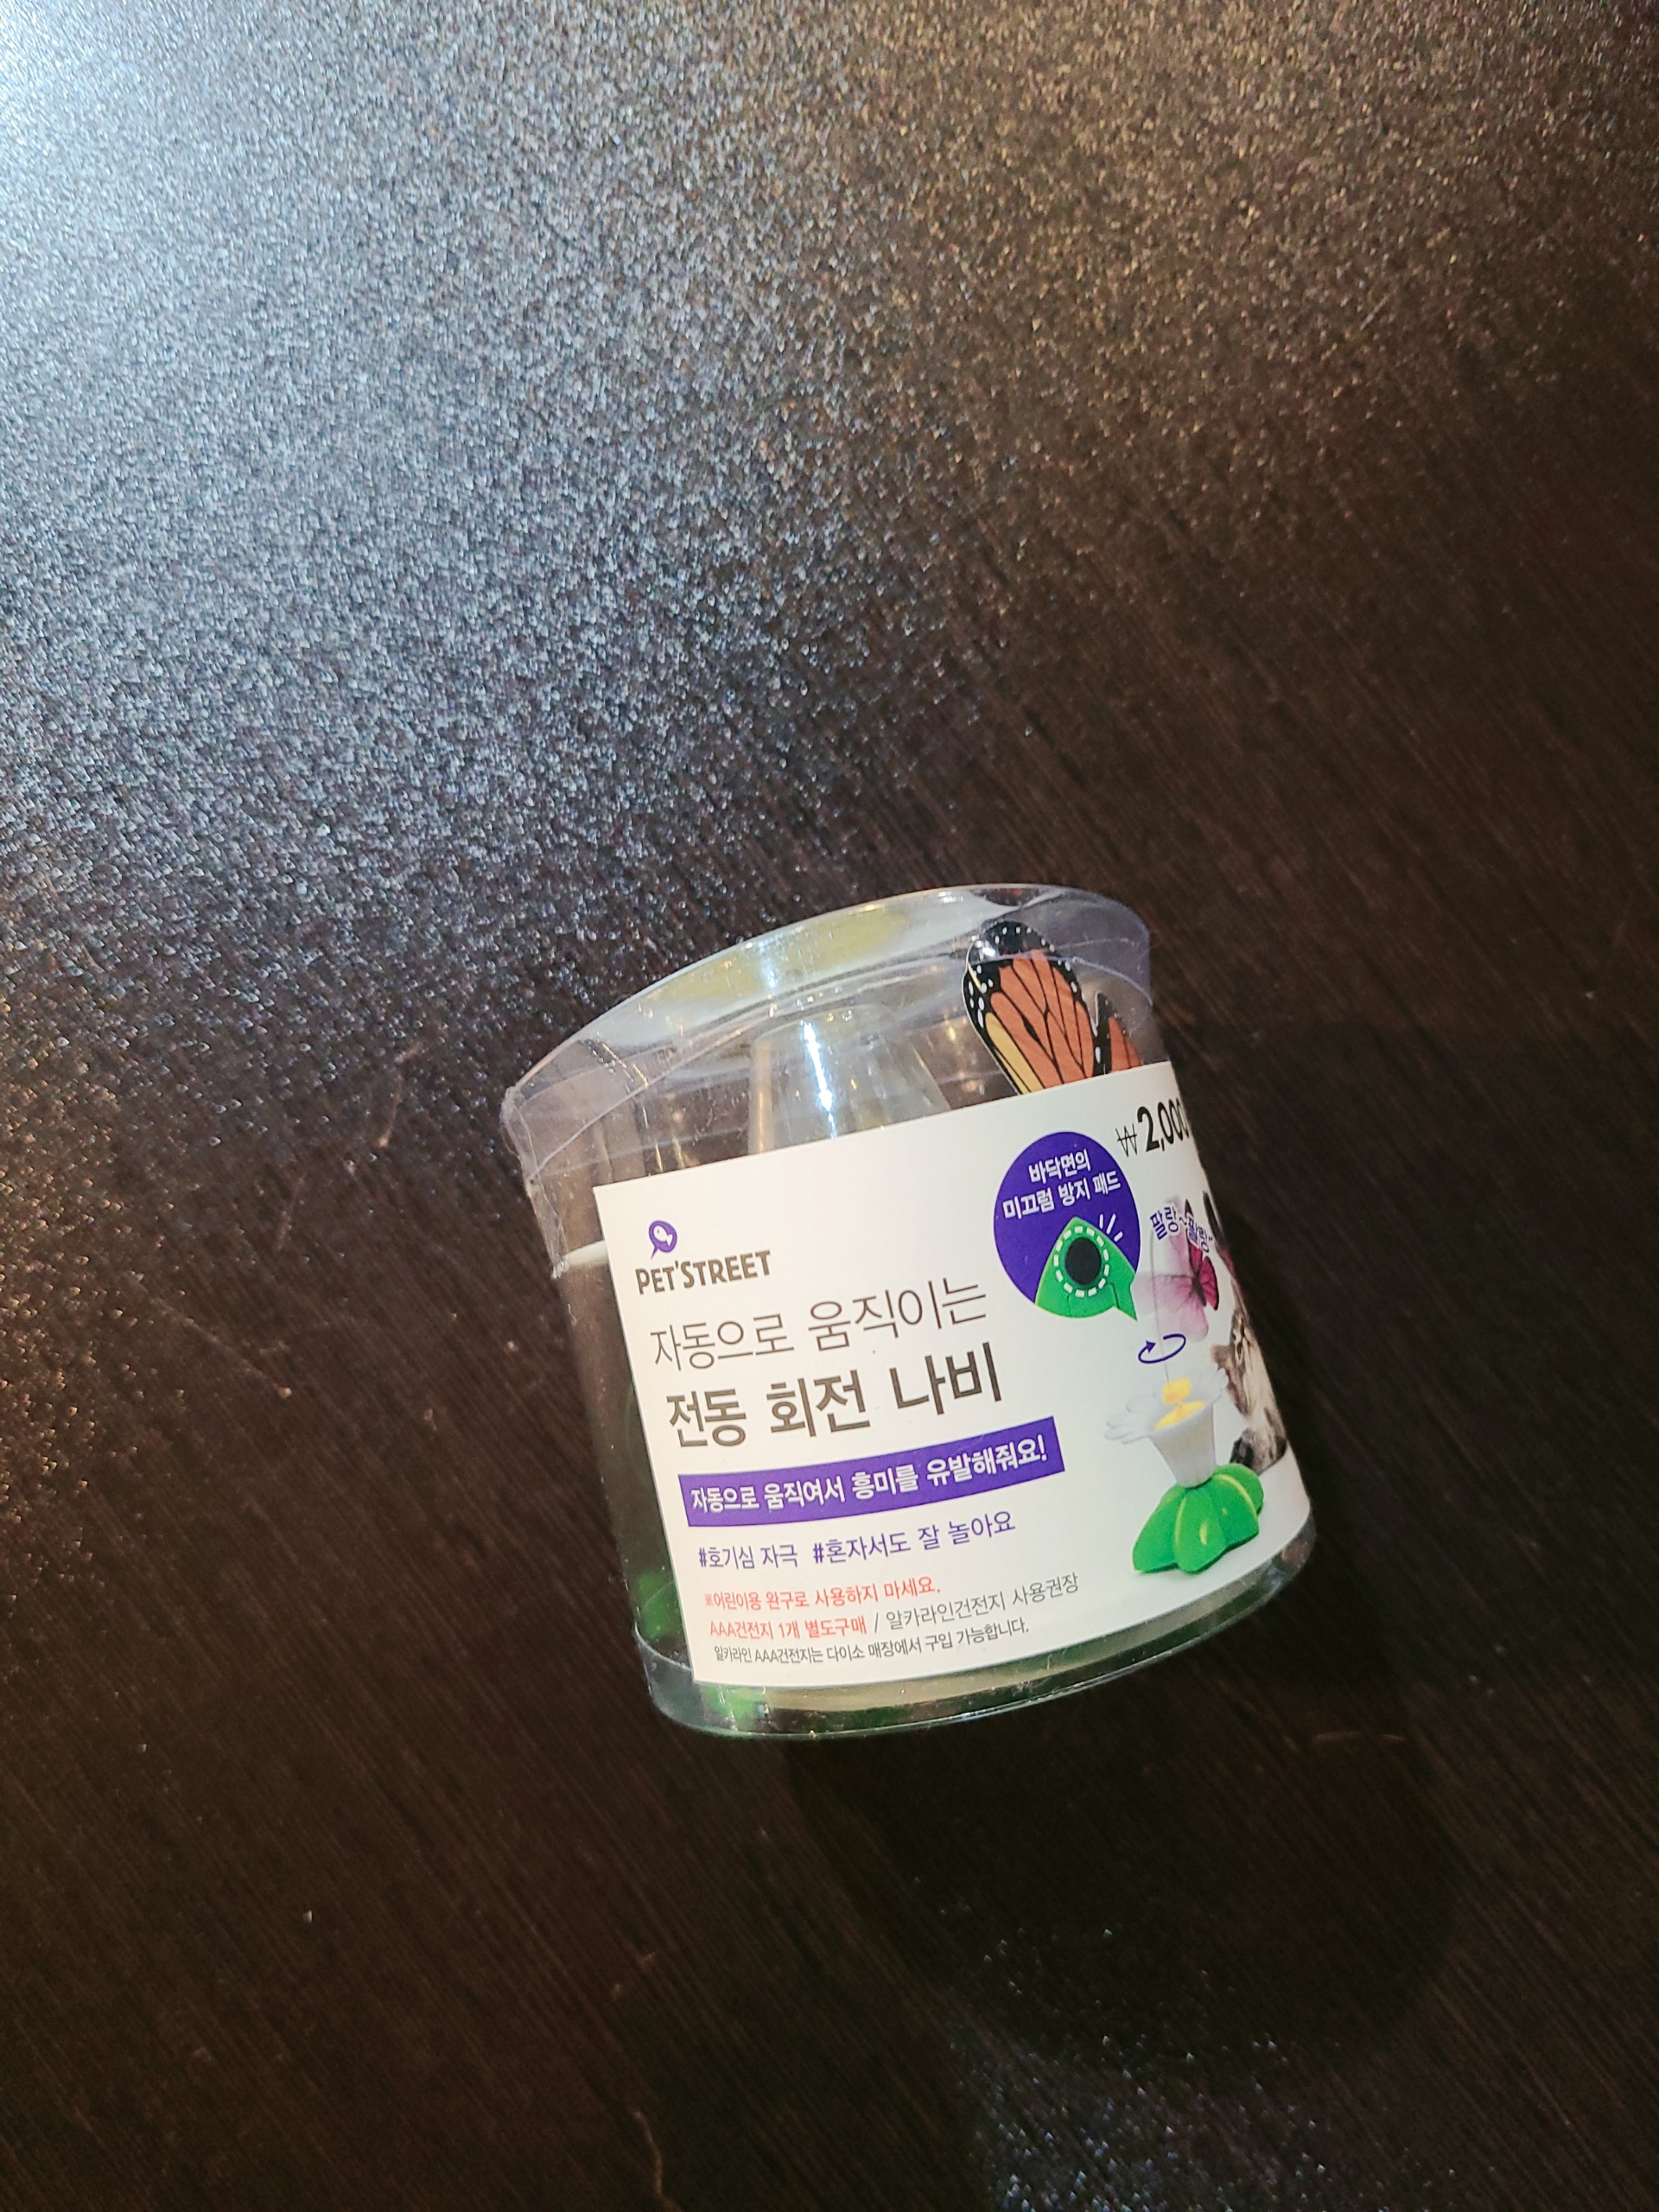 ₩2,000
바닥면의
미끄럼 방지 패드
팔랑~팔랑~
PET'STREET
자동으로 움직이는
전동 회전 나비
자동으로 움직여서 흥미를 유발해줘요!
#호기심 자극 #혼자서도 잘 놀아요
※어린이용 완구로 사용하지 마세요.
AAA건전지 1개 별도구매 / 알카라인건전지 사용권장
알카라인 AAA건전지는 다이소 매장에서 구입 가능합니다.